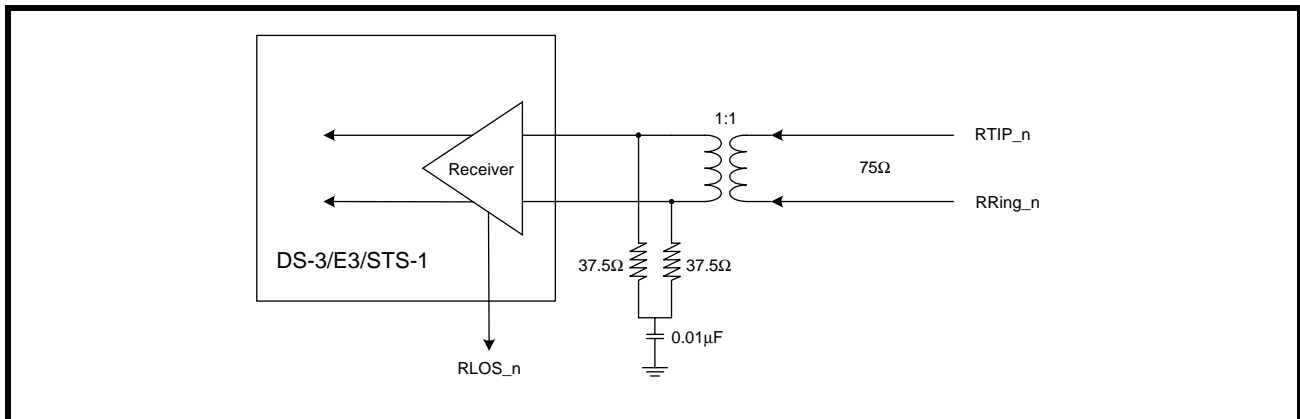 1:1
RTIP_n
Receiver
75Ω
RRing_n
DS-3/E3/STS-1
37.5Ω
37.5Ω
0.01µF
RLOS_n